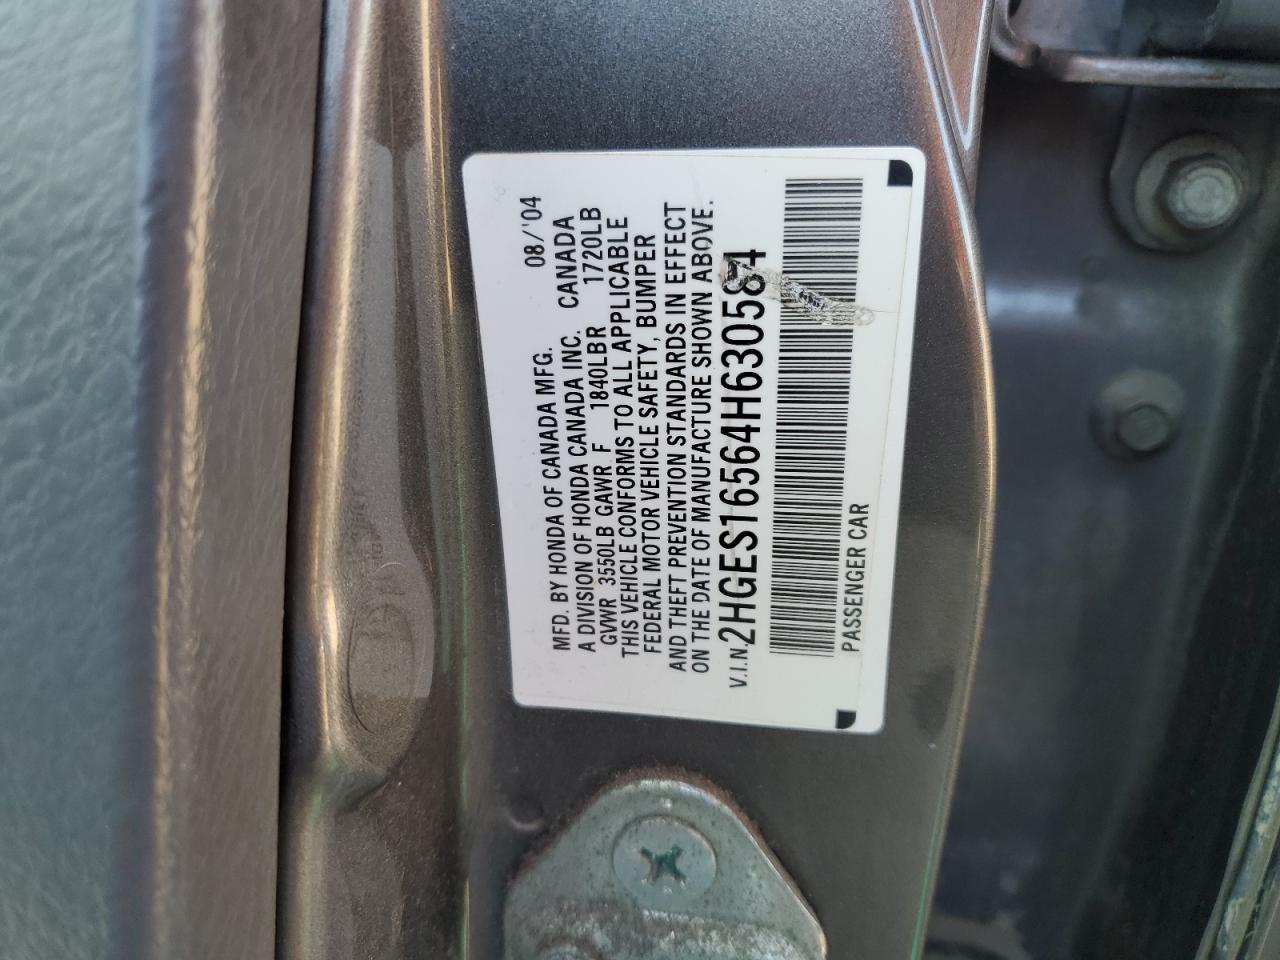 08/'04
MFD. BY HONDA OF CANADA MFG.
A DIVISION OF HONDA CANADA INC. CANADA
GVWR 3550LB GAWR F 1840LBR 1720LB
THIS VEHICLE CONFORMS TO ALL APPLICABLE
FEDERAL MOTOR VEHICLE SAFETY, BUMPER
AND THEFT PREVENTION STANDARDS IN EFFECT
ON THE DATE OF MANUFACTURE SHOWN ABOVE.
V.I.N. 2HGES16564H630584
PASSENGER CAR